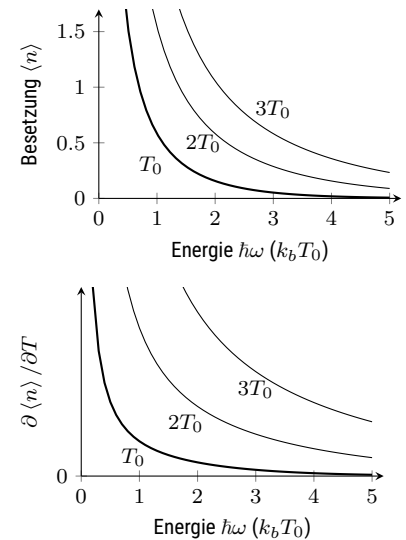 1.5
1
0.5
0
Besetzung ⟨n⟩
3T₀
2T₀
T₀
0 1 2 3 4 5
Energie ℏω (k_bT₀)
∂ ⟨n⟩ /∂T
0
3T₀
2T₀
T₀
0 1 2 3 4 5
Energie ℏω (k_bT₀)